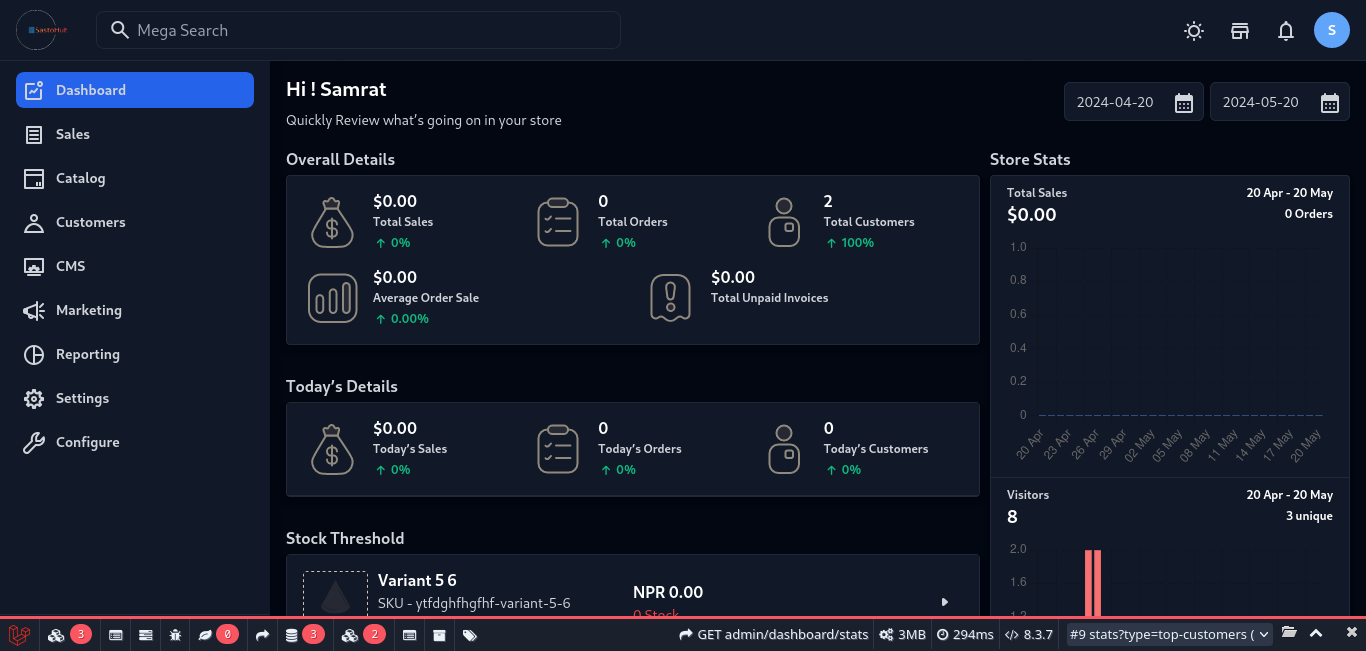 SastoHub
Mega Search
S
Dashboard
Sales
Catalog
Customers
CMS
Marketing
Reporting
Settings
Configure
Hi ! Samrat
Quickly Review what's going on in your store
2024-04-20
2024-05-20
Overall Details
$0.00
Total Sales
0%
0
Total Orders
0%
2
Total Customers
100%
$0.00
Average Order Sale
0.00%
$0.00
Total Unpaid Invoices
Today's Details
$0.00
Today's Sales
0%
0
Today's Orders
0%
0
Today's Customers
0%
Stock Threshold
Variant 5 6
SKU - ytfdghfhgfhf-variant-5-6
NPR 0.00
0 Stock
Store Stats
Total Sales
20 Apr - 20 May
$0.00
0 Orders
1.0
0.8
0.6
0.4
0.2
0
20 Apr
23 Apr
26 Apr
29 Apr
02 May
05 May
08 May
11 May
14 May
17 May
20 May
Visitors
20 Apr - 20 May
8
3 unique
2.0
1.6
1.2
3
0
3
2
GET admin/dashboard/stats
3MB
294ms
8.3.7
#9 stats?type=top-customers (